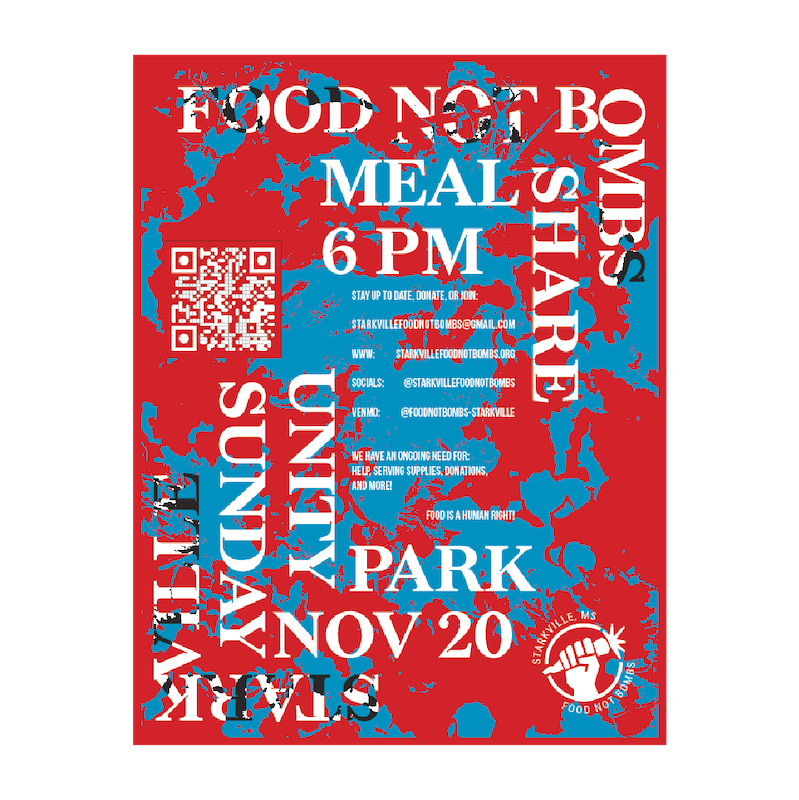 FOOD NOT BOMBS
MEAL
SHARE
6 PM
STAY UP TO DATE, DONATE, OR JOIN:
STARKVILLEFOODNOTBOMBS@GMAIL.COM
WWW: STARKVILLEFOODNOTBOMBS.ORG
SOCIALS: @STARKVILLEFOODNOTBOMBS
VENMO: @FOODNOTBOMBS-STARKVILLE
WE HAVE AN ONGOING NEED FOR:
HELP, SERVING SUPPLIES, DONATIONS,
AND MORE!
FOOD IS A HUMAN RIGHT!
UNITY
PARK
SUNDAY
NOV 20
STARKVILLE
STARKVILLE, MS
FOOD NOT BOMBS